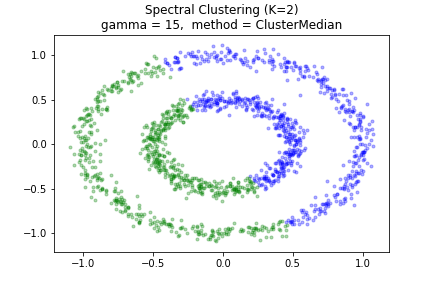 Spectral Clustering (K=2)
gamma = 15,  method = ClusterMedian
1.0
0.5
0.0
−0.5
−1.0
−1.0 −0.5 0.0 0.5 1.0